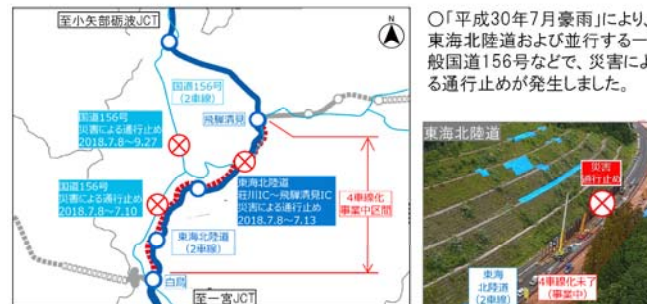 至小矢部砺波JCT
N
国道156号
(2車線)
飛騨清見
国道156号
災害による通行止め
2018.7.8～9.27
国道156号
災害による通行止め
2018.7.8～7.10
東海北陸道
荘川IC～飛騨清見IC
災害による通行止め
2018.7.8～7.13
4車線化
事業中区間
東海北陸道
(2車線)
白鳥
至一宮JCT
○「平成30年7月豪雨」により、
東海北陸道および並行する一
般国道156号などで、災害によ
る通行止めが発生しました。
東海北陸道
災害
通行止め
東海
北陸道
(2車線)
4車線化未了
(事業中)